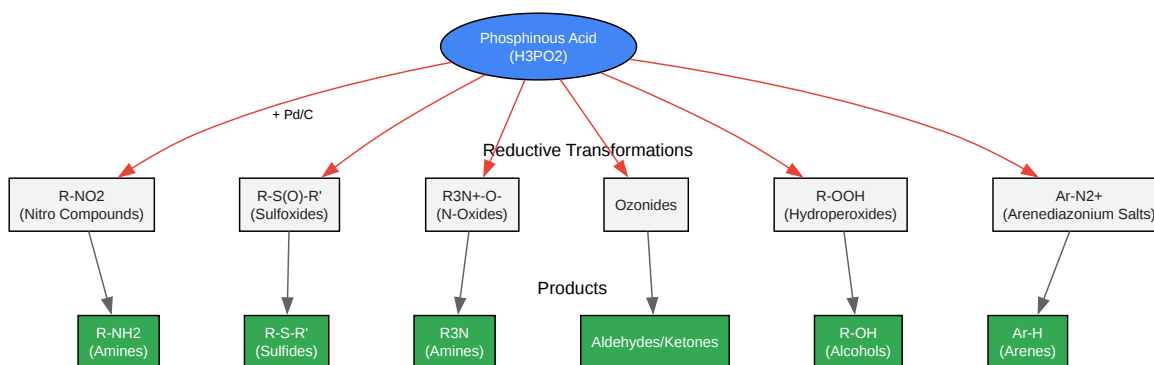 Phosphinous Acid
(H3PO2)
+ Pd/C
Reductive Transformations
R-NO2
(Nitro Compounds)
R-S(O)-R'
(Sulfoxides)
R3N+-O-
(N-Oxides)
Ozonides
R-OOH
(Hydroperoxides)
Ar-N2+
(Arenediazonium Salts)
Products
R-NH2
(Amines)
R-S-R'
(Sulfides)
R3N
(Amines)
Aldehydes/Ketones
R-OH
(Alcohols)
Ar-H
(Arenes)